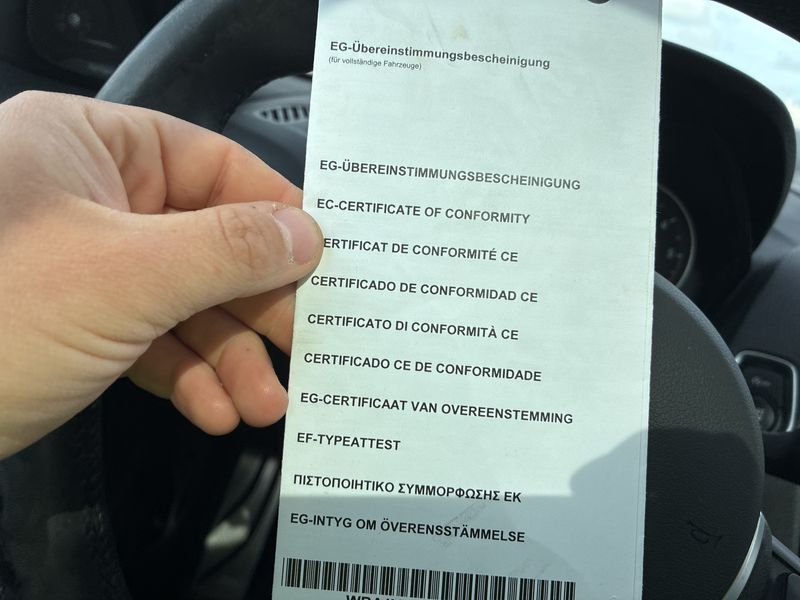 EG-Übereinstimmungsbescheinigung
(für vollständige Fahrzeuge)
EG-ÜBEREINSTIMMUNGSBESCHEINIGUNG
EC-CERTIFICATE OF CONFORMITY
ERTIFICAT DE CONFORMITÉ CE
CERTIFICADO DE CONFORMIDAD CE
CERTIFICATO DI CONFORMITÀ CE
CERTIFICADO CE DE CONFORMIDADE
EG-CERTIFICAAT VAN OVEREENSTEMMING
EF-TYPEATTEST
ΠΙΣΤΟΠΟΙΗΤΙΚΟ ΣΥΜΜΟΡΦΩΣΗΣ ΕΚ
EG-INTYG OM ÖVERENSSTÄMMELSE